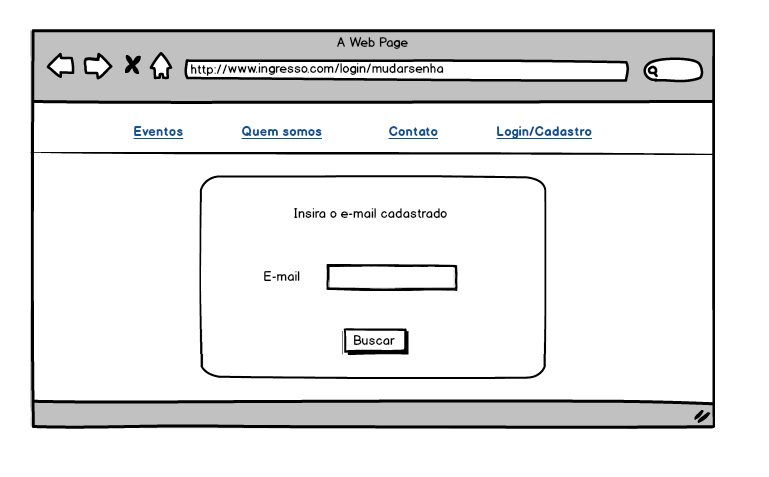 A Web Page
http://www.ingresso.com/login/mudarsenha
Eventos Quem somos Contato Login/Cadastro
Insira o e-mail cadastrado
E-mail
Buscar